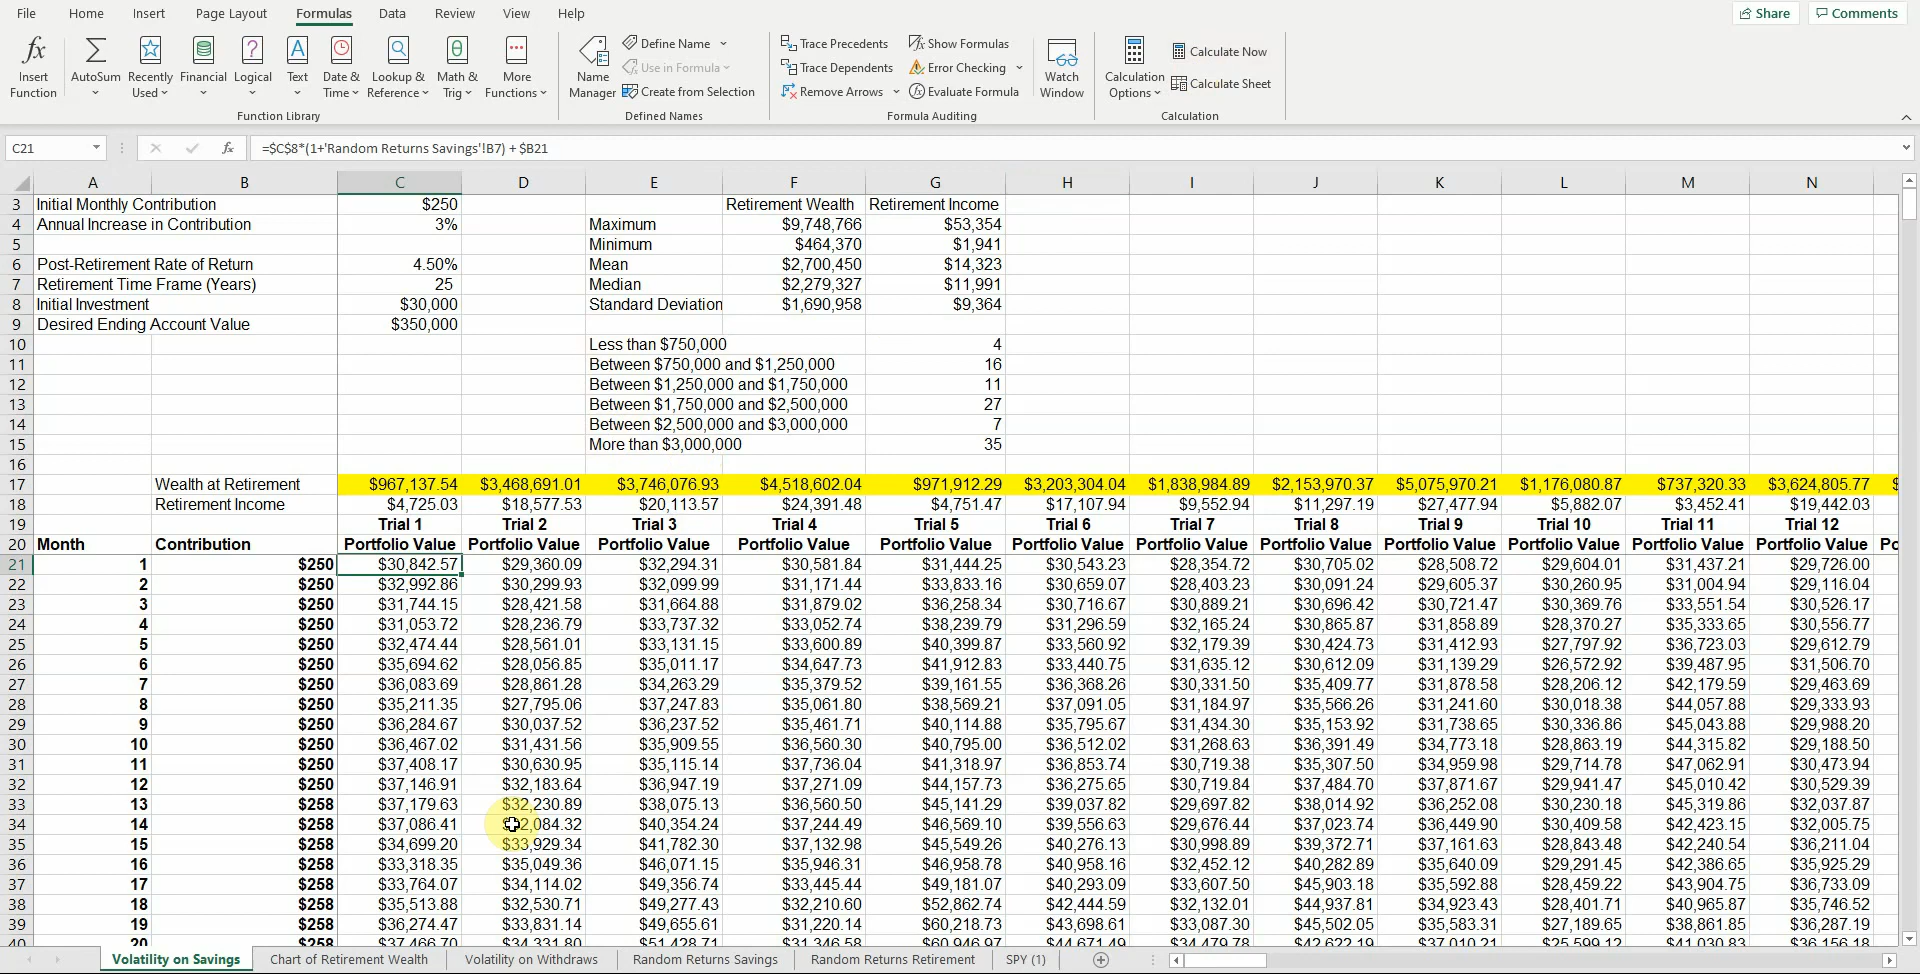 File Home Insert Page Layout Formulas Data Review View Help Share Comments
fx Insert Function
AutoSum
Recently Used
Financial
Logical
Text
Date & Time
Lookup & Reference
Math & Trig
More Functions
Function Library
Name Manager
Define Name
Use in Formula
Create from Selection
Defined Names
Trace Precedents
Trace Dependents
Remove Arrows
Show Formulas
Error Checking
Evaluate Formula
Formula Auditing
Watch Window
Calculation Options
Calculate Now
Calculate Sheet
Calculation
C21 fx =$C$8*(1+'Random Returns Savings'!B7) + $B21
A B C D E F G H I J K L M N
3 Initial Monthly Contribution $250 Retirement Wealth Retirement Income
4 Annual Increase in Contribution 3% Maximum $9,748,766 $53,354
5 Minimum $464,370 $1,941
6 Post-Retirement Rate of Return 4.50% Mean $2,700,450 $14,323
7 Retirement Time Frame (Years) 25 Median $2,279,327 $11,991
8 Initial Investment $30,000 Standard Deviation $1,690,958 $9,364
9 Desired Ending Account Value $350,000
10 Less than $750,000 4
11 Between $750,000 and $1,250,000 16
12 Between $1,250,000 and $1,750,000 11
13 Between $1,750,000 and $2,500,000 27
14 Between $2,500,000 and $3,000,000 7
15 More than $3,000,000 35
16
17 Wealth at Retirement $967,137.54 $3,468,691.01 $3,746,076.93 $4,518,602.04 $971,912.29 $3,203,304.04 $1,838,984.89 $2,153,970.37 $5,075,970.21 $1,176,080.87 $737,320.33 $3,624,805.77 $
18 Retirement Income $4,725.03 $18,577.53 $20,113.57 $24,391.48 $4,751.47 $17,107.94 $9,552.94 $11,297.19 $27,477.94 $5,882.07 $3,452.41 $19,442.03
19 Trial 1 Trial 2 Trial 3 Trial 4 Trial 5 Trial 6 Trial 7 Trial 8 Trial 9 Trial 10 Trial 11 Trial 12
20 Month Contribution Portfolio Value Portfolio Value Portfolio Value Portfolio Value Portfolio Value Portfolio Value Portfolio Value Portfolio Value Portfolio Value Portfolio Value Portfolio Value Portfolio Value Pc
21 1 $250 $30,842.57 $29,360.09 $32,294.31 $30,581.84 $31,444.25 $30,543.23 $28,354.72 $30,705.02 $28,508.72 $29,604.01 $31,437.21 $29,726.00
22 2 $250 $32,992.86 $30,299.93 $32,099.99 $31,171.44 $33,833.16 $30,659.07 $28,403.23 $30,091.24 $29,605.37 $30,260.95 $31,004.94 $29,116.04
23 3 $250 $31,744.15 $28,421.58 $31,664.88 $31,879.02 $36,258.34 $30,716.67 $30,889.21 $30,696.42 $30,721.47 $30,369.76 $33,551.54 $30,526.17
24 4 $250 $31,053.72 $28,236.79 $33,737.32 $33,052.74 $38,239.79 $31,296.59 $32,165.24 $30,865.87 $31,858.89 $28,370.27 $35,333.65 $30,556.77
25 5 $250 $32,474.44 $28,561.01 $33,131.15 $33,600.89 $40,399.87 $33,560.92 $32,179.39 $30,424.73 $31,412.93 $27,797.92 $36,723.03 $29,612.79
26 6 $250 $35,694.62 $28,056.85 $35,011.17 $34,647.73 $41,912.83 $33,440.75 $31,635.12 $30,612.09 $31,139.29 $26,572.92 $39,487.95 $31,506.70
27 7 $250 $36,083.69 $28,861.28 $34,263.29 $35,379.52 $39,161.55 $36,368.26 $30,331.50 $35,409.77 $31,878.58 $28,206.12 $42,179.59 $29,463.69
28 8 $250 $35,211.35 $27,795.06 $37,247.83 $35,061.80 $38,569.21 $37,091.05 $31,184.97 $35,566.26 $31,241.60 $30,018.38 $44,057.88 $29,333.93
29 9 $250 $36,284.67 $30,037.52 $36,237.52 $35,461.71 $40,114.88 $35,795.67 $31,434.30 $35,153.92 $31,738.65 $30,336.86 $45,043.88 $29,988.20
30 10 $250 $36,467.02 $31,431.56 $35,909.55 $36,560.30 $40,795.00 $36,512.02 $31,268.63 $36,391.49 $34,773.18 $28,863.19 $44,315.82 $29,188.50
31 11 $250 $37,408.17 $30,630.95 $35,115.14 $37,736.04 $41,318.97 $36,853.74 $30,719.38 $35,307.50 $34,959.98 $29,714.78 $47,062.91 $30,473.94
32 12 $250 $37,146.91 $32,183.64 $36,947.19 $37,271.09 $44,157.73 $36,275.65 $30,719.84 $37,484.70 $37,871.67 $29,941.47 $45,010.42 $30,529.39
33 13 $258 $37,179.63 $32,230.89 $38,075.13 $36,560.50 $45,141.29 $39,037.82 $29,697.82 $38,014.92 $36,252.08 $30,230.18 $45,319.86 $32,037.87
34 14 $258 $37,086.41 084.32 $40,354.24 $37,244.49 $46,569.10 $39,556.63 $29,676.44 $37,023.74 $36,449.90 $30,409.58 $42,423.15 $32,005.75
35 15 $258 $34,699.20 $33,929.34 $41,782.30 $37,132.98 $45,549.26 $40,276.13 $30,998.89 $39,372.71 $37,161.63 $28,843.48 $42,240.54 $36,211.04
36 16 $258 $33,318.35 $35,049.36 $46,071.15 $35,946.31 $46,958.78 $40,958.16 $32,452.12 $40,282.89 $35,640.09 $29,291.45 $42,386.65 $35,925.29
37 17 $258 $33,764.07 $34,114.02 $49,356.74 $33,445.44 $49,181.07 $40,293.09 $33,607.50 $45,903.18 $35,592.88 $28,459.22 $43,904.75 $36,733.09
38 18 $258 $35,513.88 $32,530.71 $49,277.43 $32,210.60 $52,862.74 $42,444.59 $32,132.01 $44,937.81 $34,923.43 $28,401.71 $40,965.87 $35,746.52
39 19 $258 $36,274.47 $33,831.14 $49,655.61 $31,220.14 $60,218.73 $43,698.61 $33,087.30 $45,502.05 $35,583.31 $27,189.65 $38,861.85 $36,287.19
40 20 $258 $37,466.70 $34,331.80 $51,428.71 $31,346.58 $60,946.97 $44,671.49 $34,479.78 $42,622.19 $37,010.21 $25,599.12 $41,030.83 $36,156.18
Volatility on Savings Chart of Retirement Wealth Volatility on Withdraws Random Returns Savings Random Returns Retirement SPY (1)